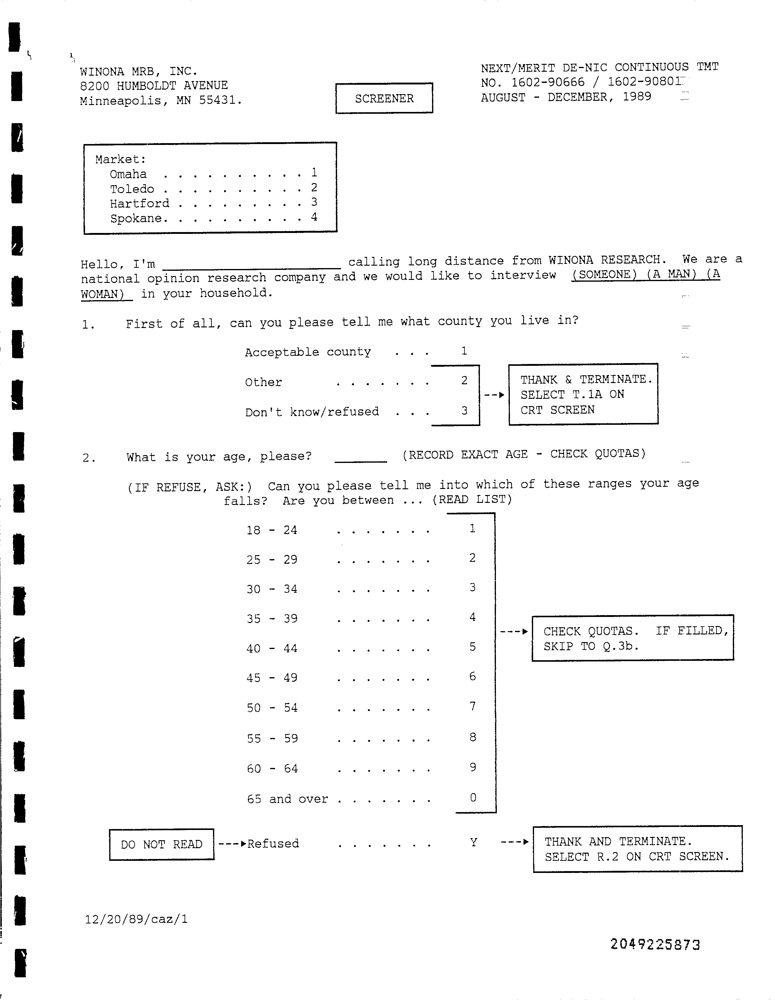 WINONA MRB, INC.
8200 HUMBOLDT AVENUE
Minneapolis, MN 55431.
SCREENER
NEXT/MERIT DE-NIC CONTINUOUS TMT
NO. 1602-90666 / 1602-90801
AUGUST - DECEMBER, 1989
Market:
Omaha . . . . . . . . . . 1
Toledo . . . . . . . . . . 2
Hartford . . . . . . . . . 3
Spokane. . . . . . . . . . 4
Hello, I'm ____________________ calling long distance from WINONA RESEARCH. We are a
national opinion research company and we would like to interview (SOMEONE) (A MAN) (A
WOMAN) in your household.
1. First of all, can you please tell me what county you live in?
Acceptable county . . . 1
Other . . . . . . . 2
Don't know/refused . . . 3
THANK & TERMINATE.
SELECT T.1A ON
CRT SCREEN
2. What is your age, please? ______ (RECORD EXACT AGE - CHECK QUOTAS)
(IF REFUSE, ASK:) Can you please tell me into which of these ranges your age
falls? Are you between ... (READ LIST)
18 - 24 . . . . . . . 1
25 - 29 . . . . . . . 2
30 - 34 . . . . . . . 3
35 - 39 . . . . . . . 4
40 - 44 . . . . . . . 5
45 - 49 . . . . . . . 6
50 - 54 . . . . . . . 7
55 - 59 . . . . . . . 8
60 - 64 . . . . . . . 9
65 and over . . . . . . . 0
CHECK QUOTAS. IF FILLED,
SKIP TO Q.3b.
DO NOT READ --->Refused . . . . . . . Y --->
THANK AND TERMINATE.
SELECT R.2 ON CRT SCREEN.
12/20/89/caz/1
2049225873